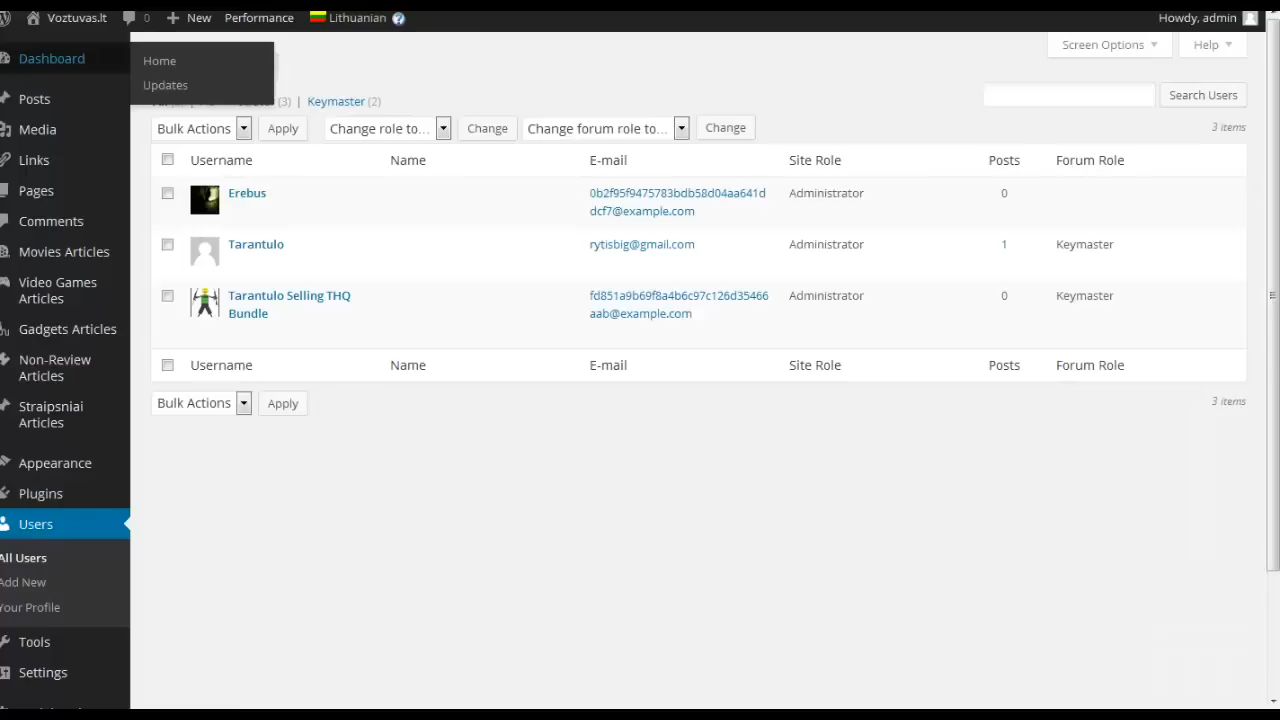 Voztuvas.lt 0 New Performance Lithuanian Howdy, admin
Dashboard
Home
Updates
Screen Options Help
Posts
Media
Links
Pages
Comments
Movies Articles
Video Games
Articles
Gadgets Articles
Non-Review
Articles
Straipsniai
Articles
Appearance
Plugins
Users
All Users
Add New
Your Profile
Tools
Settings
(3) | Keymaster (2)
Search Users
Bulk Actions Apply Change role to... Change Change forum role to... Change
3 items
Username Name E-mail Site Role Posts Forum Role
Erebus 0b2f95f9475783bdb58d04aa641d Administrator 0
dcf7@example.com
Tarantulo rytisbig@gmail.com Administrator 1 Keymaster
Tarantulo Selling THQ fd851a9b69f8a4b6c97c126d35466 Administrator 0 Keymaster
Bundle aab@example.com
Username Name E-mail Site Role Posts Forum Role
Bulk Actions Apply
3 items